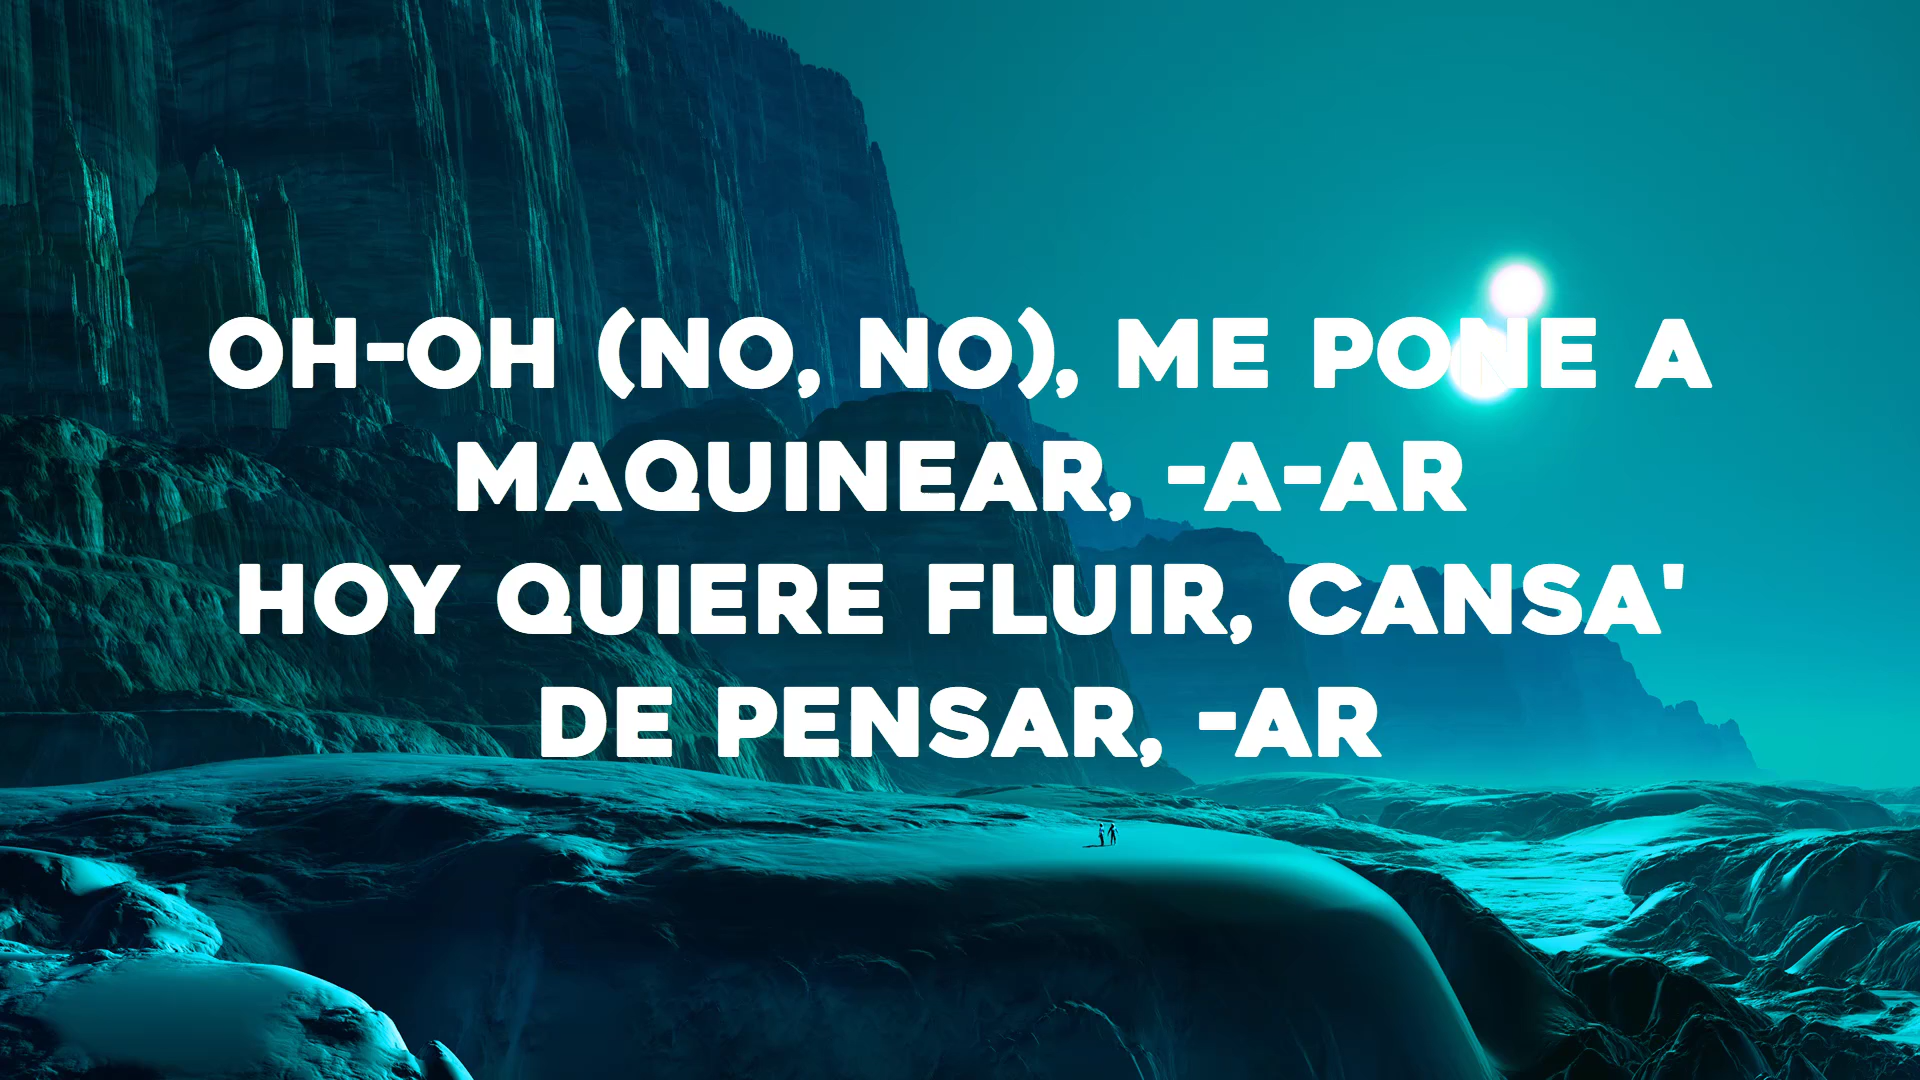 OH-OH (NO, NO), ME PONE A
MAQUINEAR, -A-AR
HOY QUIERE FLUIR, CANSA'
DE PENSAR, -AR